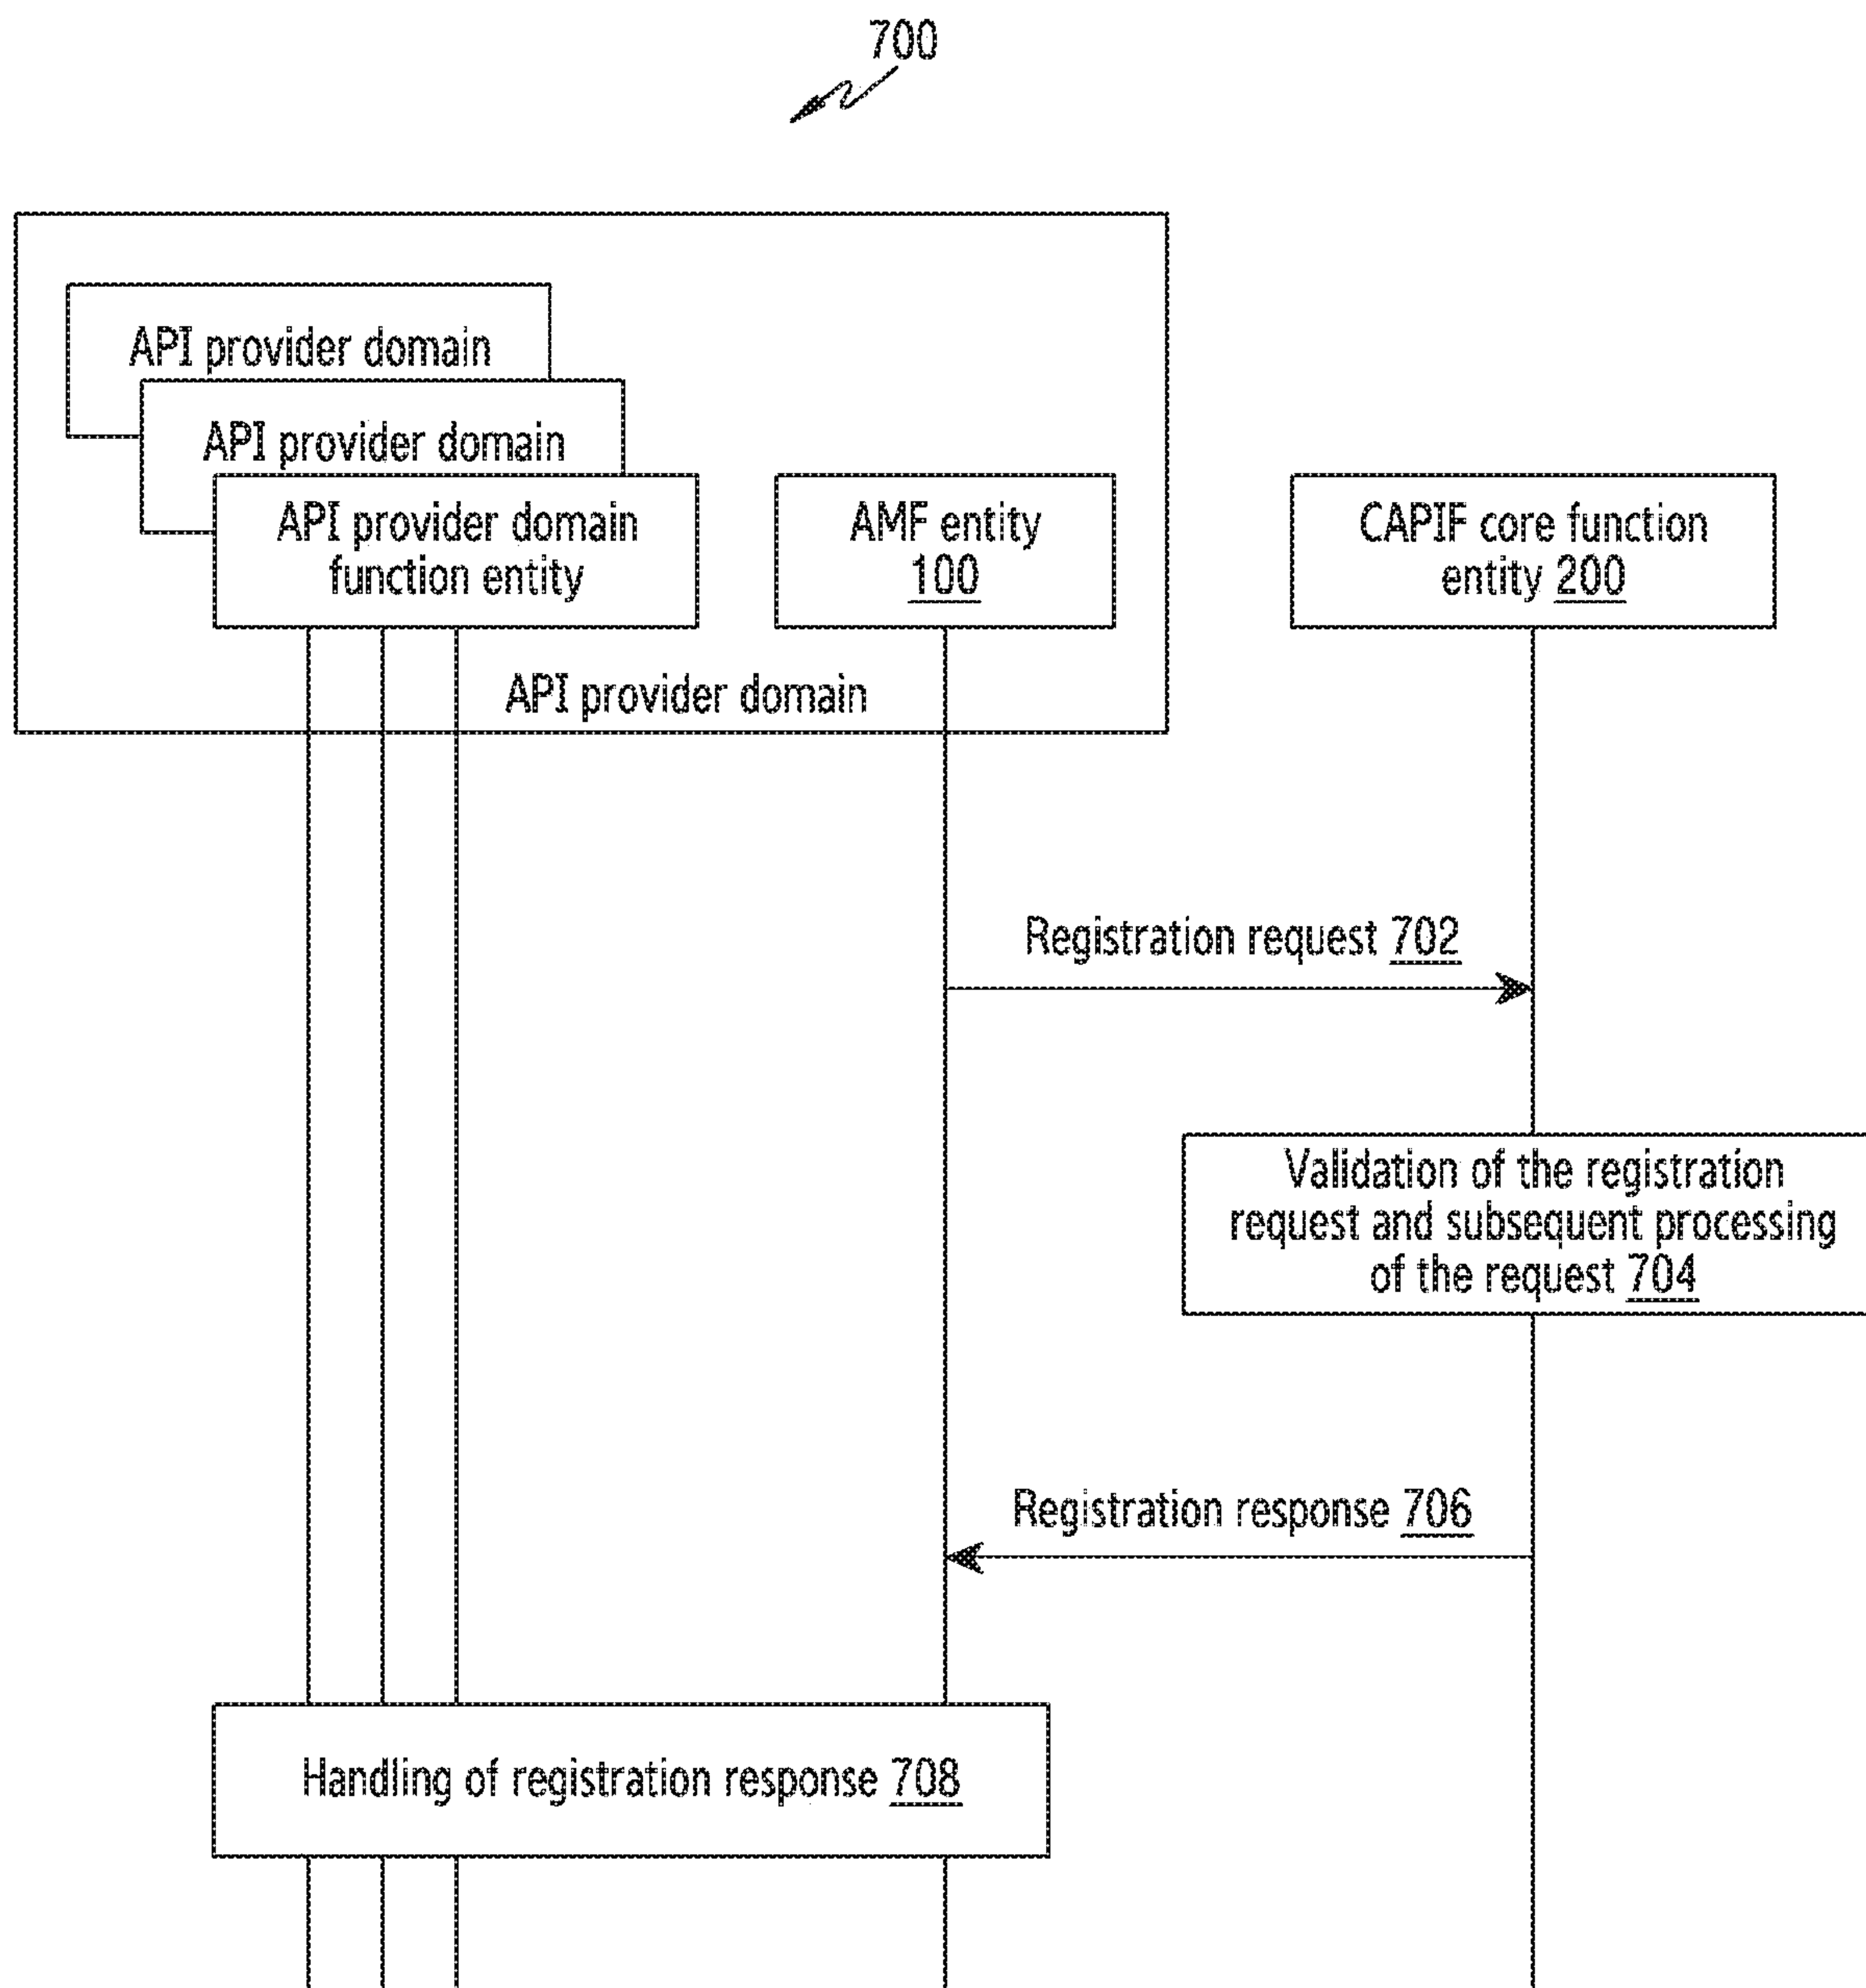 700
API provider domain
API provider domain
API provider domain
function entity
AMF entity
100
CAPIF core function
entity 200
API provider domain
Registration request 702
Validation of the registration
request and subsequent processing
of the request 704
Registration response 706
Handling of registration response 708